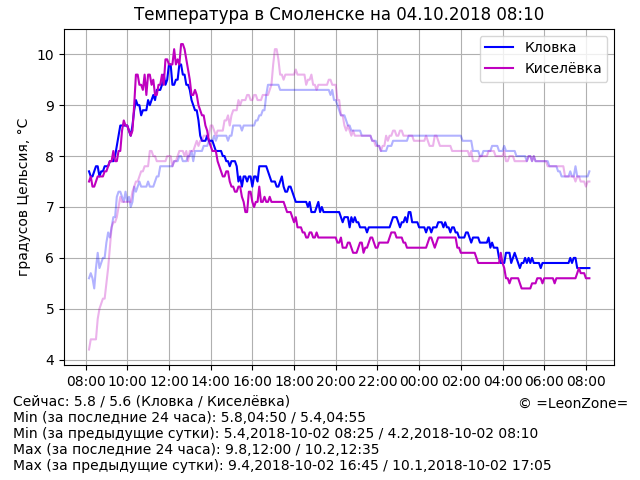 Температура в Смоленске на 04.10.2018 08:10
Кловка
Киселёвка
градусов Цельсия, °C
10
9
8
7
6
5
4
08:00 10:00 12:00 14:00 16:00 18:00 20:00 22:00 00:00 02:00 04:00 06:00 08:00
Сейчас: 5.8 / 5.6 (Кловка / Киселёвка)
© =LeonZone=
Min (за последние 24 часа): 5.8,04:50 / 5.4,04:55
Min (за предыдущие сутки): 5.4,2018-10-02 08:25 / 4.2,2018-10-02 08:10
Max (за последние 24 часа): 9.8,12:00 / 10.2,12:35
Max (за предыдущие сутки): 9.4,2018-10-02 16:45 / 10.1,2018-10-02 17:05